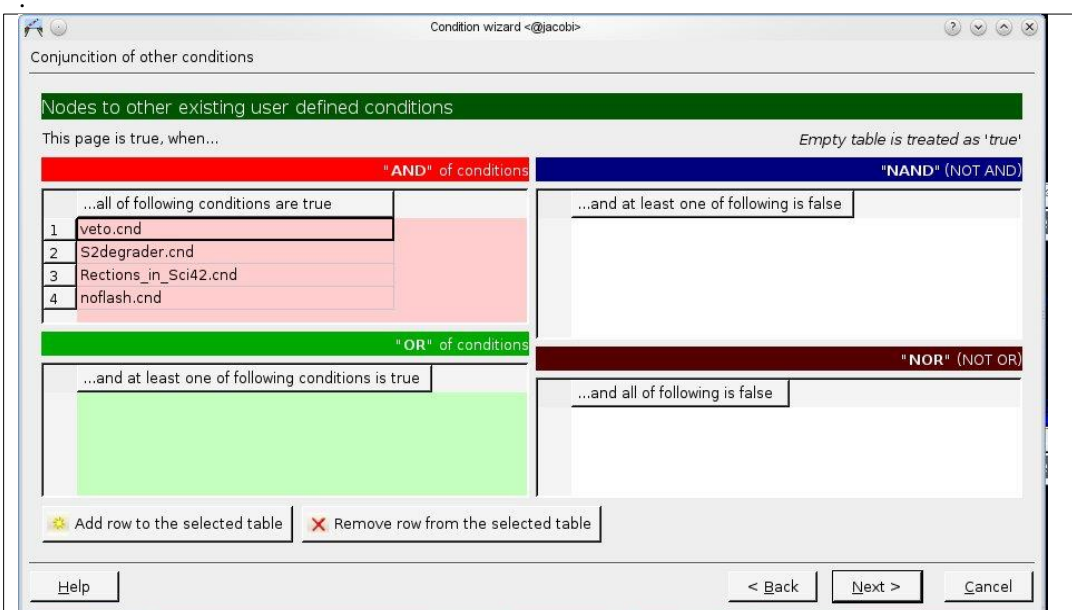 Condition wizard <@jacobi>
Conjuncition of other conditions
Nodes to other existing user defined conditions
This page is true, when...
Empty table is treated as 'true'
"AND" of conditions
...all of following conditions are true
1 veto.cnd
2 S2degrader.cnd
3 Rections_in_Sci42.cnd
4 noflash.cnd
"NAND" (NOT AND)
...and at least one of following is false
"OR" of conditions
...and at least one of following conditions is true
"NOR" (NOT OR)
...and all of following is false
Add row to the selected table
Remove row from the selected table
Help
< Back
Next >
Cancel